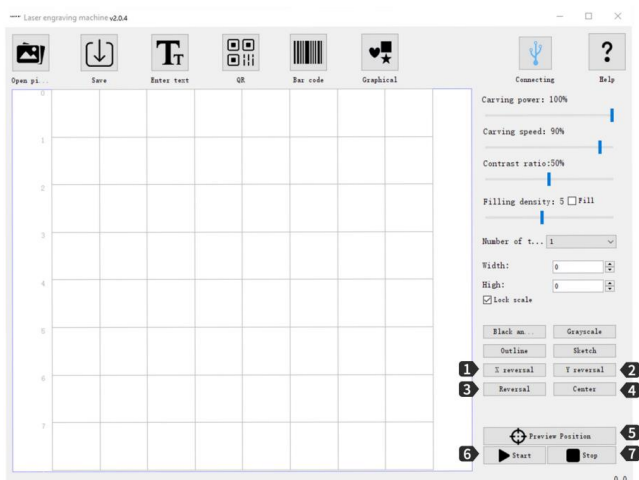 Laser engraving machine v2.0.4
Open pi... Save Enter text QR Bar code Graphical Connecting Help
Carving power: 100%
Carving speed: 90%
Contrast ratio:50%
Filling density: 5 Fill
Number of t... 1
Width: 0
High: 0
Lock scale
Black an... Grayscale
Outline Sketch
1 X reversal Y reversal 2
3 Reversal Center 4
Preview Position 5
6 Start Stop 7
0
1
2
3
4
5
6
7